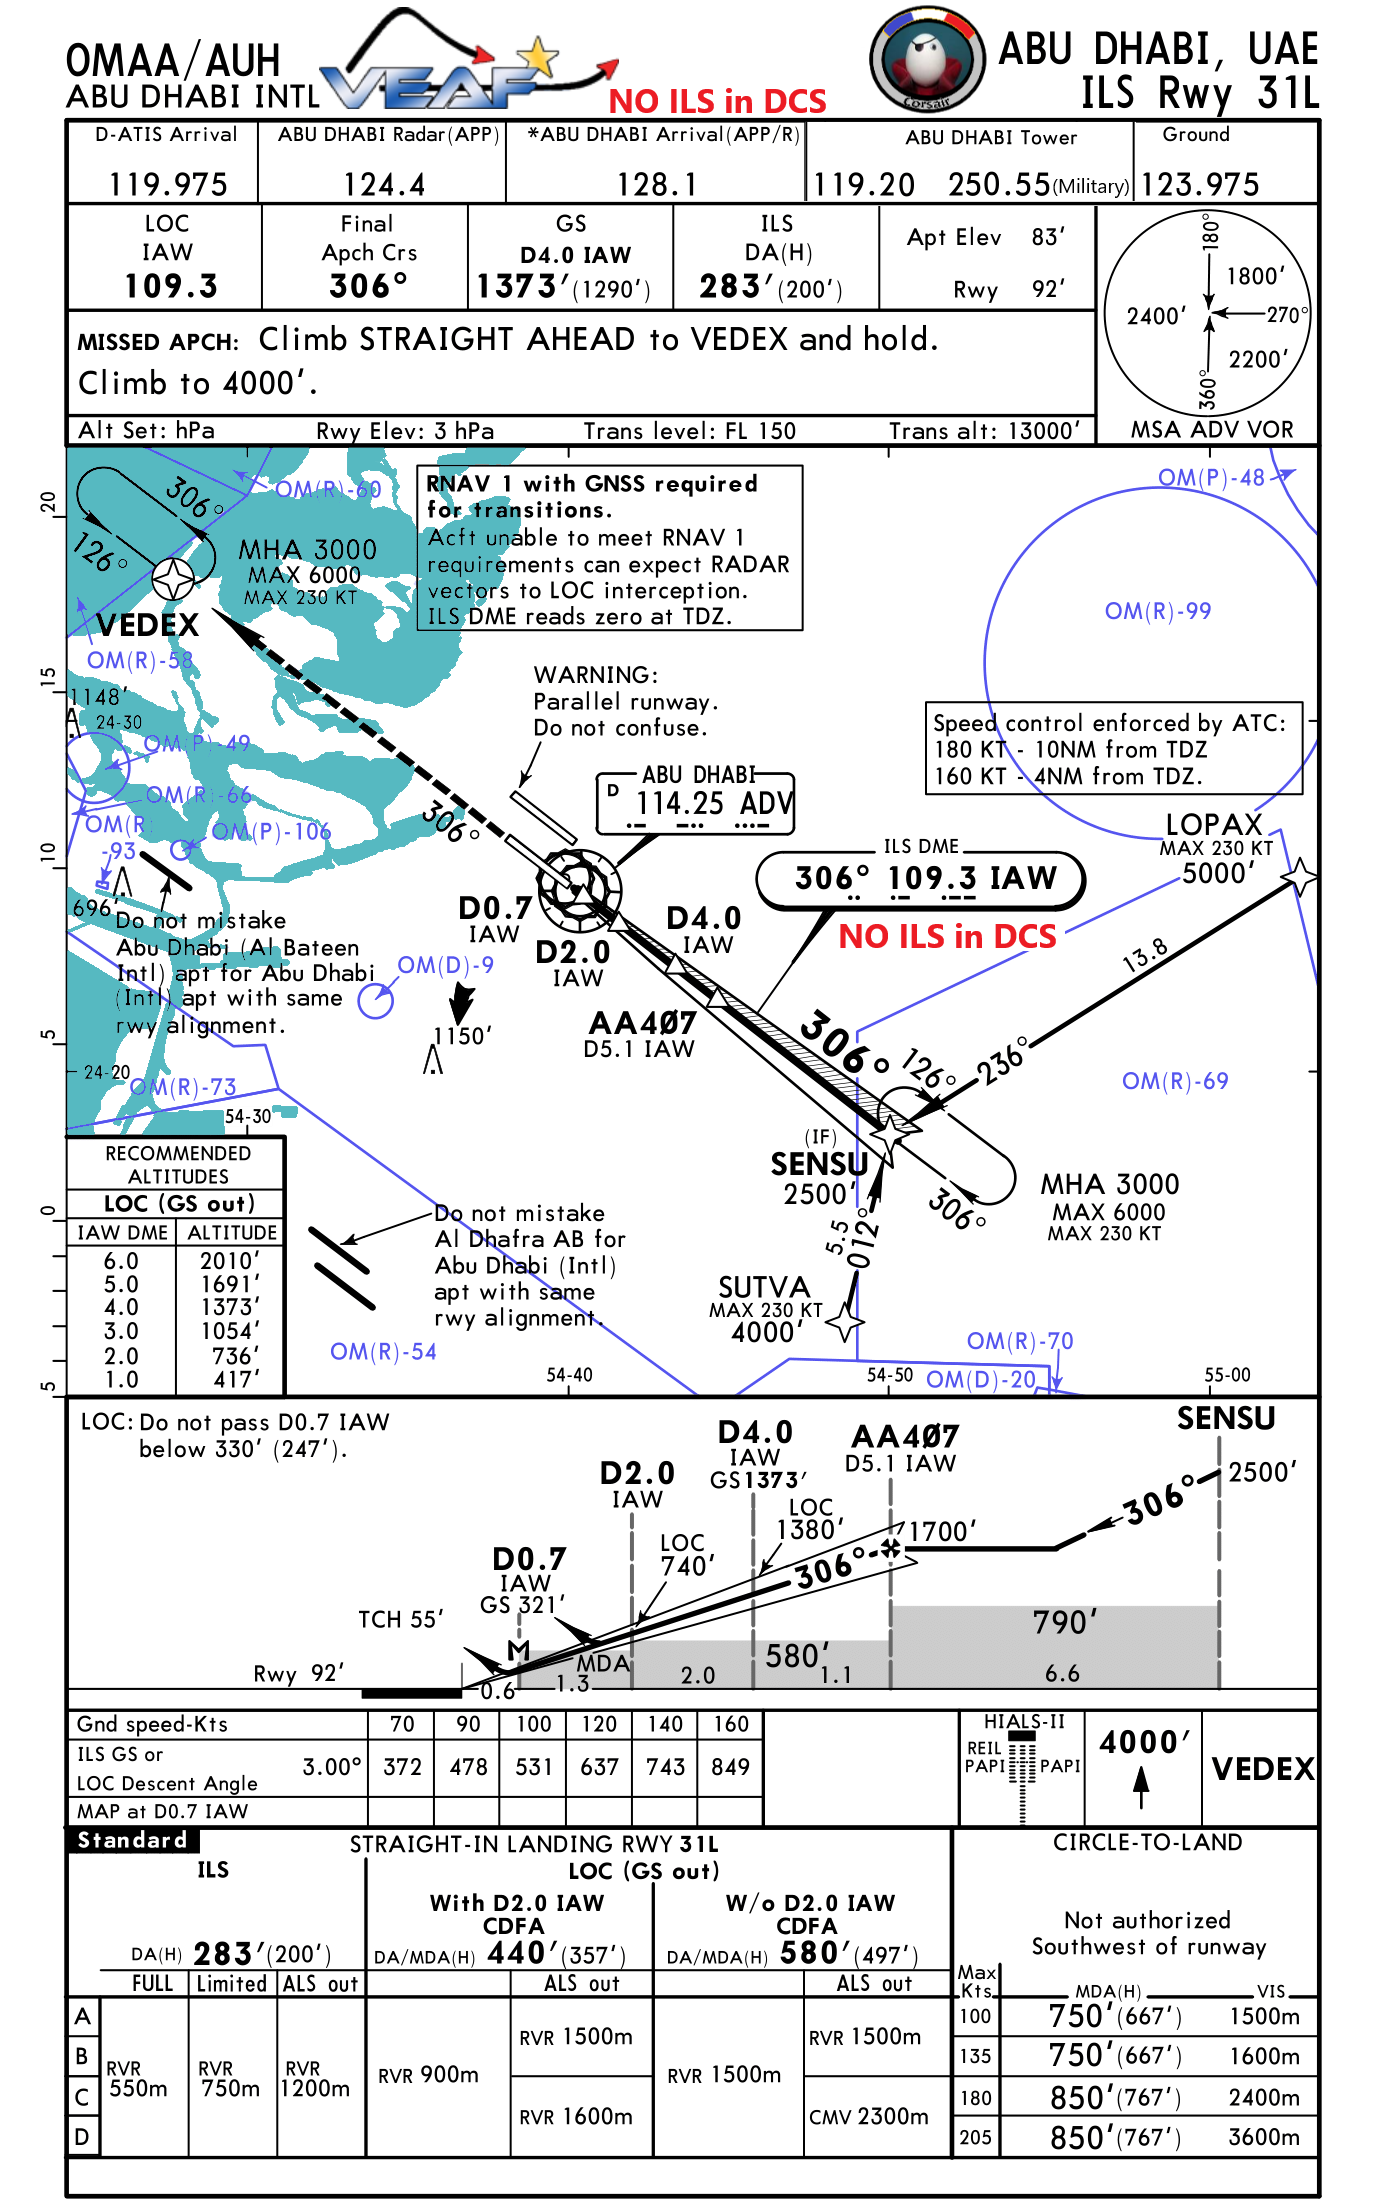 OMAA/AUH
ABU DHABI INTL
VEAF
NO ILS in DCS
Corsair
ABU DHABI, UAE
ILS Rwy 31L
D-ATIS Arrival
119.975
ABU DHABI Radar(APP)
124.4
*ABU DHABI Arrival(APP/R)
128.1
ABU DHABI Tower
119.20 250.55(Military)
Ground
123.975
LOC
IAW
109.3
Final
Apch Crs
306°
GS
D4.0 IAW
1373'(1290')
ILS
DA(H)
283'(200')
Apt Elev 83'
Rwy 92'
180°
1800'
2400'
270°
2200'
360°
MSA ADV VOR
MISSED APCH: Climb STRAIGHT AHEAD to VEDEX and hold.
Climb to 4000'.
Alt Set: hPa Rwy Elev: 3 hPa Trans level: FL 150 Trans alt: 13000'
20
15
10
5
0
5
306°
126°
OM(R)-60
MHA 3000
MAX 6000
MAX 230 KT
VEDEX
OM(R)-58
RNAV 1 with GNSS required
for transitions.
Acft unable to meet RNAV 1
requirements can expect RADAR
vectors to LOC interception.
ILS DME reads zero at TDZ.
OM(P)-48
OM(R)-99
1148'
24-30
OM(P)-49
OM(R)-66
OM(R
-93
OM(P)-106
696'
WARNING:
Parallel runway.
Do not confuse.
Speed control enforced by ATC:
180 KT - 10NM from TDZ
160 KT - 4NM from TDZ.
ABU DHABI
D 114.25 ADV
306°
LOPAX
MAX 230 KT
5000'
ILS DME
306° 109.3 IAW
NO ILS in DCS
13.8
236°
D0.7
IAW
D2.0
IAW
D4.0
IAW
AA407
D5.1 IAW
Do not mistake
Abu Dhabi (Al Bateen
Intl) apt for Abu Dhabi
(Intl) apt with same
rwy alignment.
OM(D)-9
1150'
24-20
OM(R)-73
54-30
306°
126°
OM(R)-69
(IF)
SENSU
2500'
306°
MHA 3000
MAX 6000
MAX 230 KT
5.5
012°
SUTVA
MAX 230 KT
4000'
RECOMMENDED
ALTITUDES
LOC (GS out)
IAW DME ALTITUDE
6.0 2010'
5.0 1691'
4.0 1373'
3.0 1054'
2.0 736'
1.0 417'
Do not mistake
Al Dhafra AB for
Abu Dhabi (Intl)
apt with same
rwy alignment.
OM(R)-54
OM(R)-70
OM(D)-20
54-40
54-50
55-00
LOC: Do not pass D0.7 IAW
below 330' (247').
D2.0
IAW
D4.0
IAW
GS1373'
AA407
D5.1 IAW
SENSU
2500'
306°
1700'
LOC
1380'
306°
LOC
740'
D0.7
IAW
GS 321'
TCH 55'
M
MDA
Rwy 92'
580'
790'
0.6
1.3
2.0
1.1
6.6
Gnd speed-Kts 70 90 100 120 140 160
ILS GS or
LOC Descent Angle 3.00° 372 478 531 637 743 849
MAP at D0.7 IAW
HIALS-II
REIL
PAPI PAPI
4000'
VEDEX
Standard
STRAIGHT-IN LANDING RWY 31L
CIRCLE-TO-LAND
ILS
LOC (GS out)
With D2.0 IAW
CDFA
W/o D2.0 IAW
CDFA
DA(H) 283'(200')
DA/MDA(H) 440'(357')
DA/MDA(H) 580'(497')
Not authorized
Southwest of runway
FULL Limited ALS out
ALS out
ALS out
Max
Kts
MDA(H) VIS
A
B
C
D
RVR
550m
RVR
750m
RVR
1200m
RVR 900m
RVR 1500m
RVR 1600m
RVR 1500m
RVR 1500m
CMV 2300m
100 750'(667') 1500m
135 750'(667') 1600m
180 850'(767') 2400m
205 850'(767') 3600m